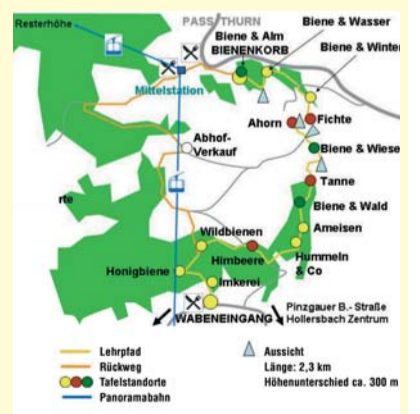 PASS THURN
Resterhöhe
Biene & Wasser
Biene & Alm
BIENENKORB
Biene & Winter
Mittelstation
Ahorn
Fichte
Abhof-
Verkauf
Biene & Wiese
Tanne
rte
Biene & Wald
Ameisen
Wildbienen
Himbeere
Hummeln
& Co
Honigbiene
Imkerei
WABENEINGANG
Pinzgauer B.- Straße
Hollersbach Zentrum
Lehrpfad
Rückweg
Tafelstandorte
Panoramabahn
Aussicht
Länge: 2,3 km
Höhenunterschied ca. 300 m